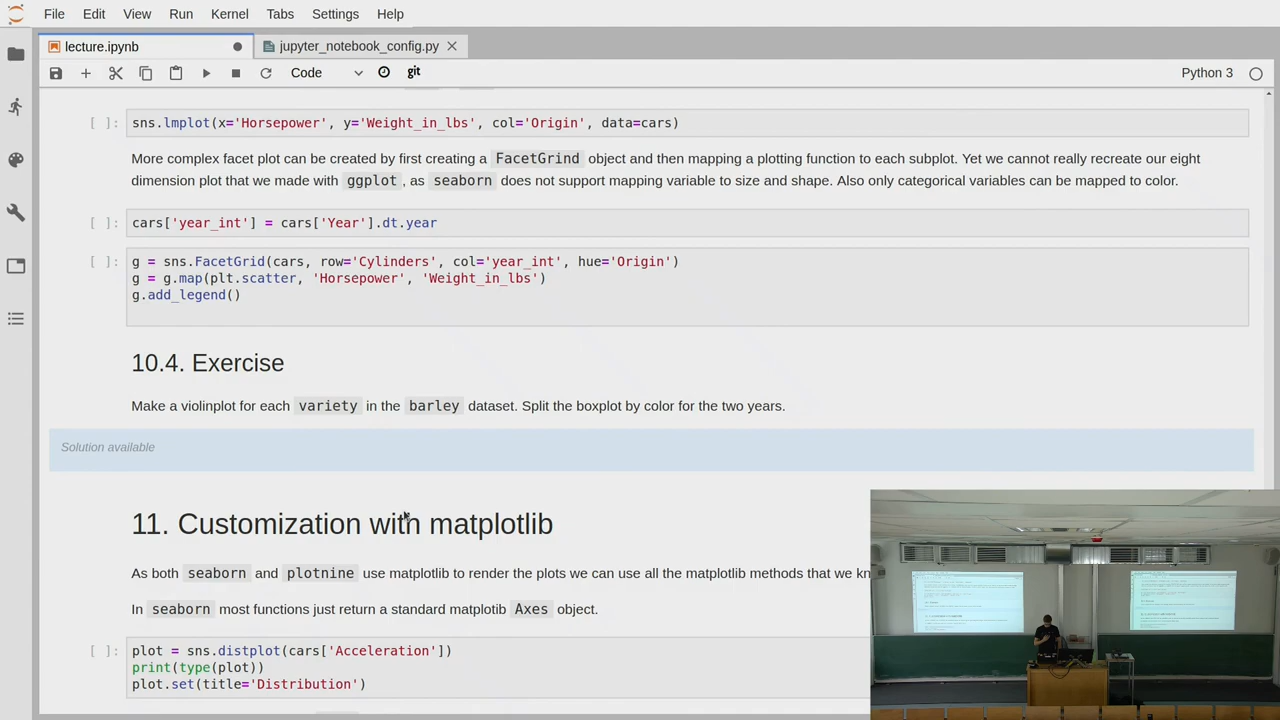 File Edit View Run Kernel Tabs Settings Help
lecture.ipynb jupyter_notebook_config.py
Code git Python 3
[ ]: sns.lmplot(x='Horsepower', y='Weight_in_lbs', col='Origin', data=cars)
More complex facet plot can be created by first creating a FacetGrind object and then mapping a plotting function to each subplot. Yet we cannot really recreate our eight
dimension plot that we made with ggplot, as seaborn does not support mapping variable to size and shape. Also only categorical variables can be mapped to color.
[ ]: cars['year_int'] = cars['Year'].dt.year
[ ]: g = sns.FacetGrid(cars, row='Cylinders', col='year_int', hue='Origin')
g = g.map(plt.scatter, 'Horsepower', 'Weight_in_lbs')
g.add_legend()
10.4. Exercise
Make a violinplot for each variety in the barley dataset. Split the boxplot by color for the two years.
Solution available
11. Customization with matplotlib
As both seaborn and plotnine use matplotlib to render the plots we can use all the matplotlib methods that we kn
In seaborn most functions just return a standard matplotib Axes object.
[ ]: plot = sns.distplot(cars['Acceleration'])
print(type(plot))
plot.set(title='Distribution')